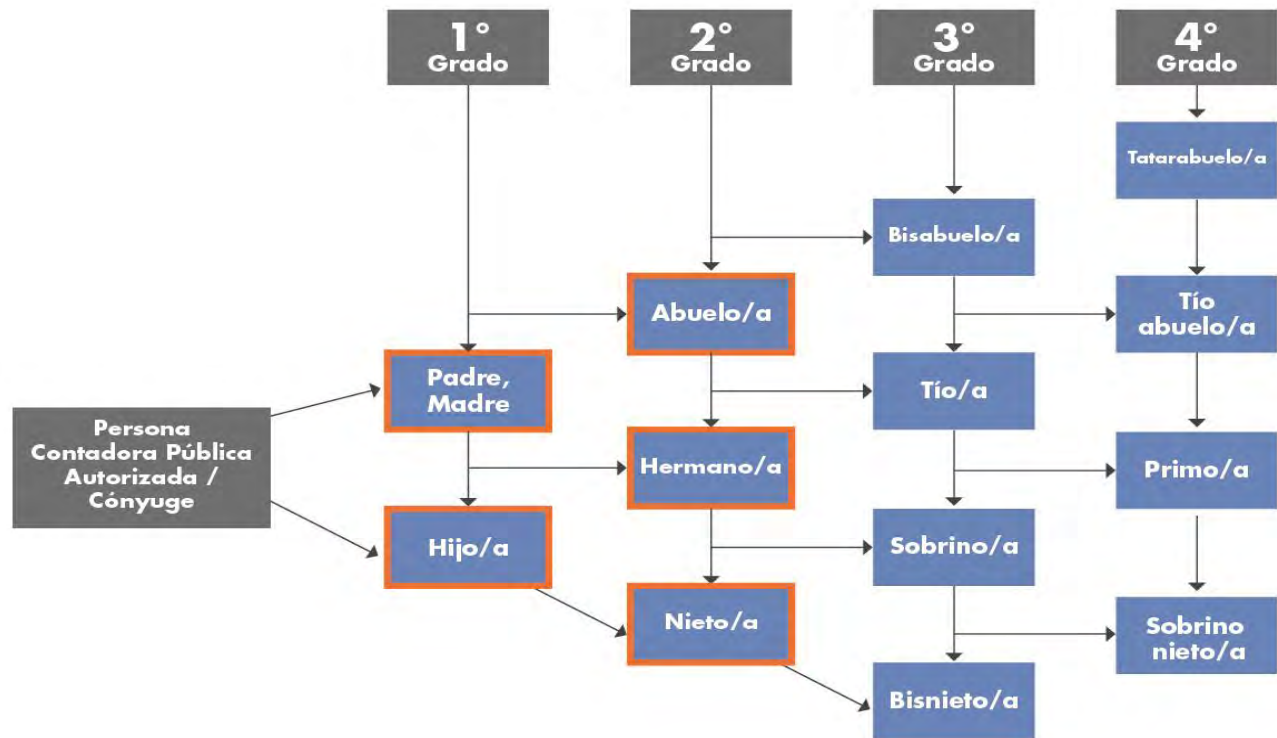 1°
Grado
2°
Grado
3°
Grado
4°
Grado
Tatarabuelo/a
Bisabuelo/a
Abuelo/a
Tío
abuelo/a
Padre,
Madre
Tío/a
Persona
Contadora Pública
Autorizada /
Cónyuge
Hermano/a
Primo/a
Hijo/a
Sobrino/a
Nieto/a
Sobrino
nieto/a
Bisnieto/a